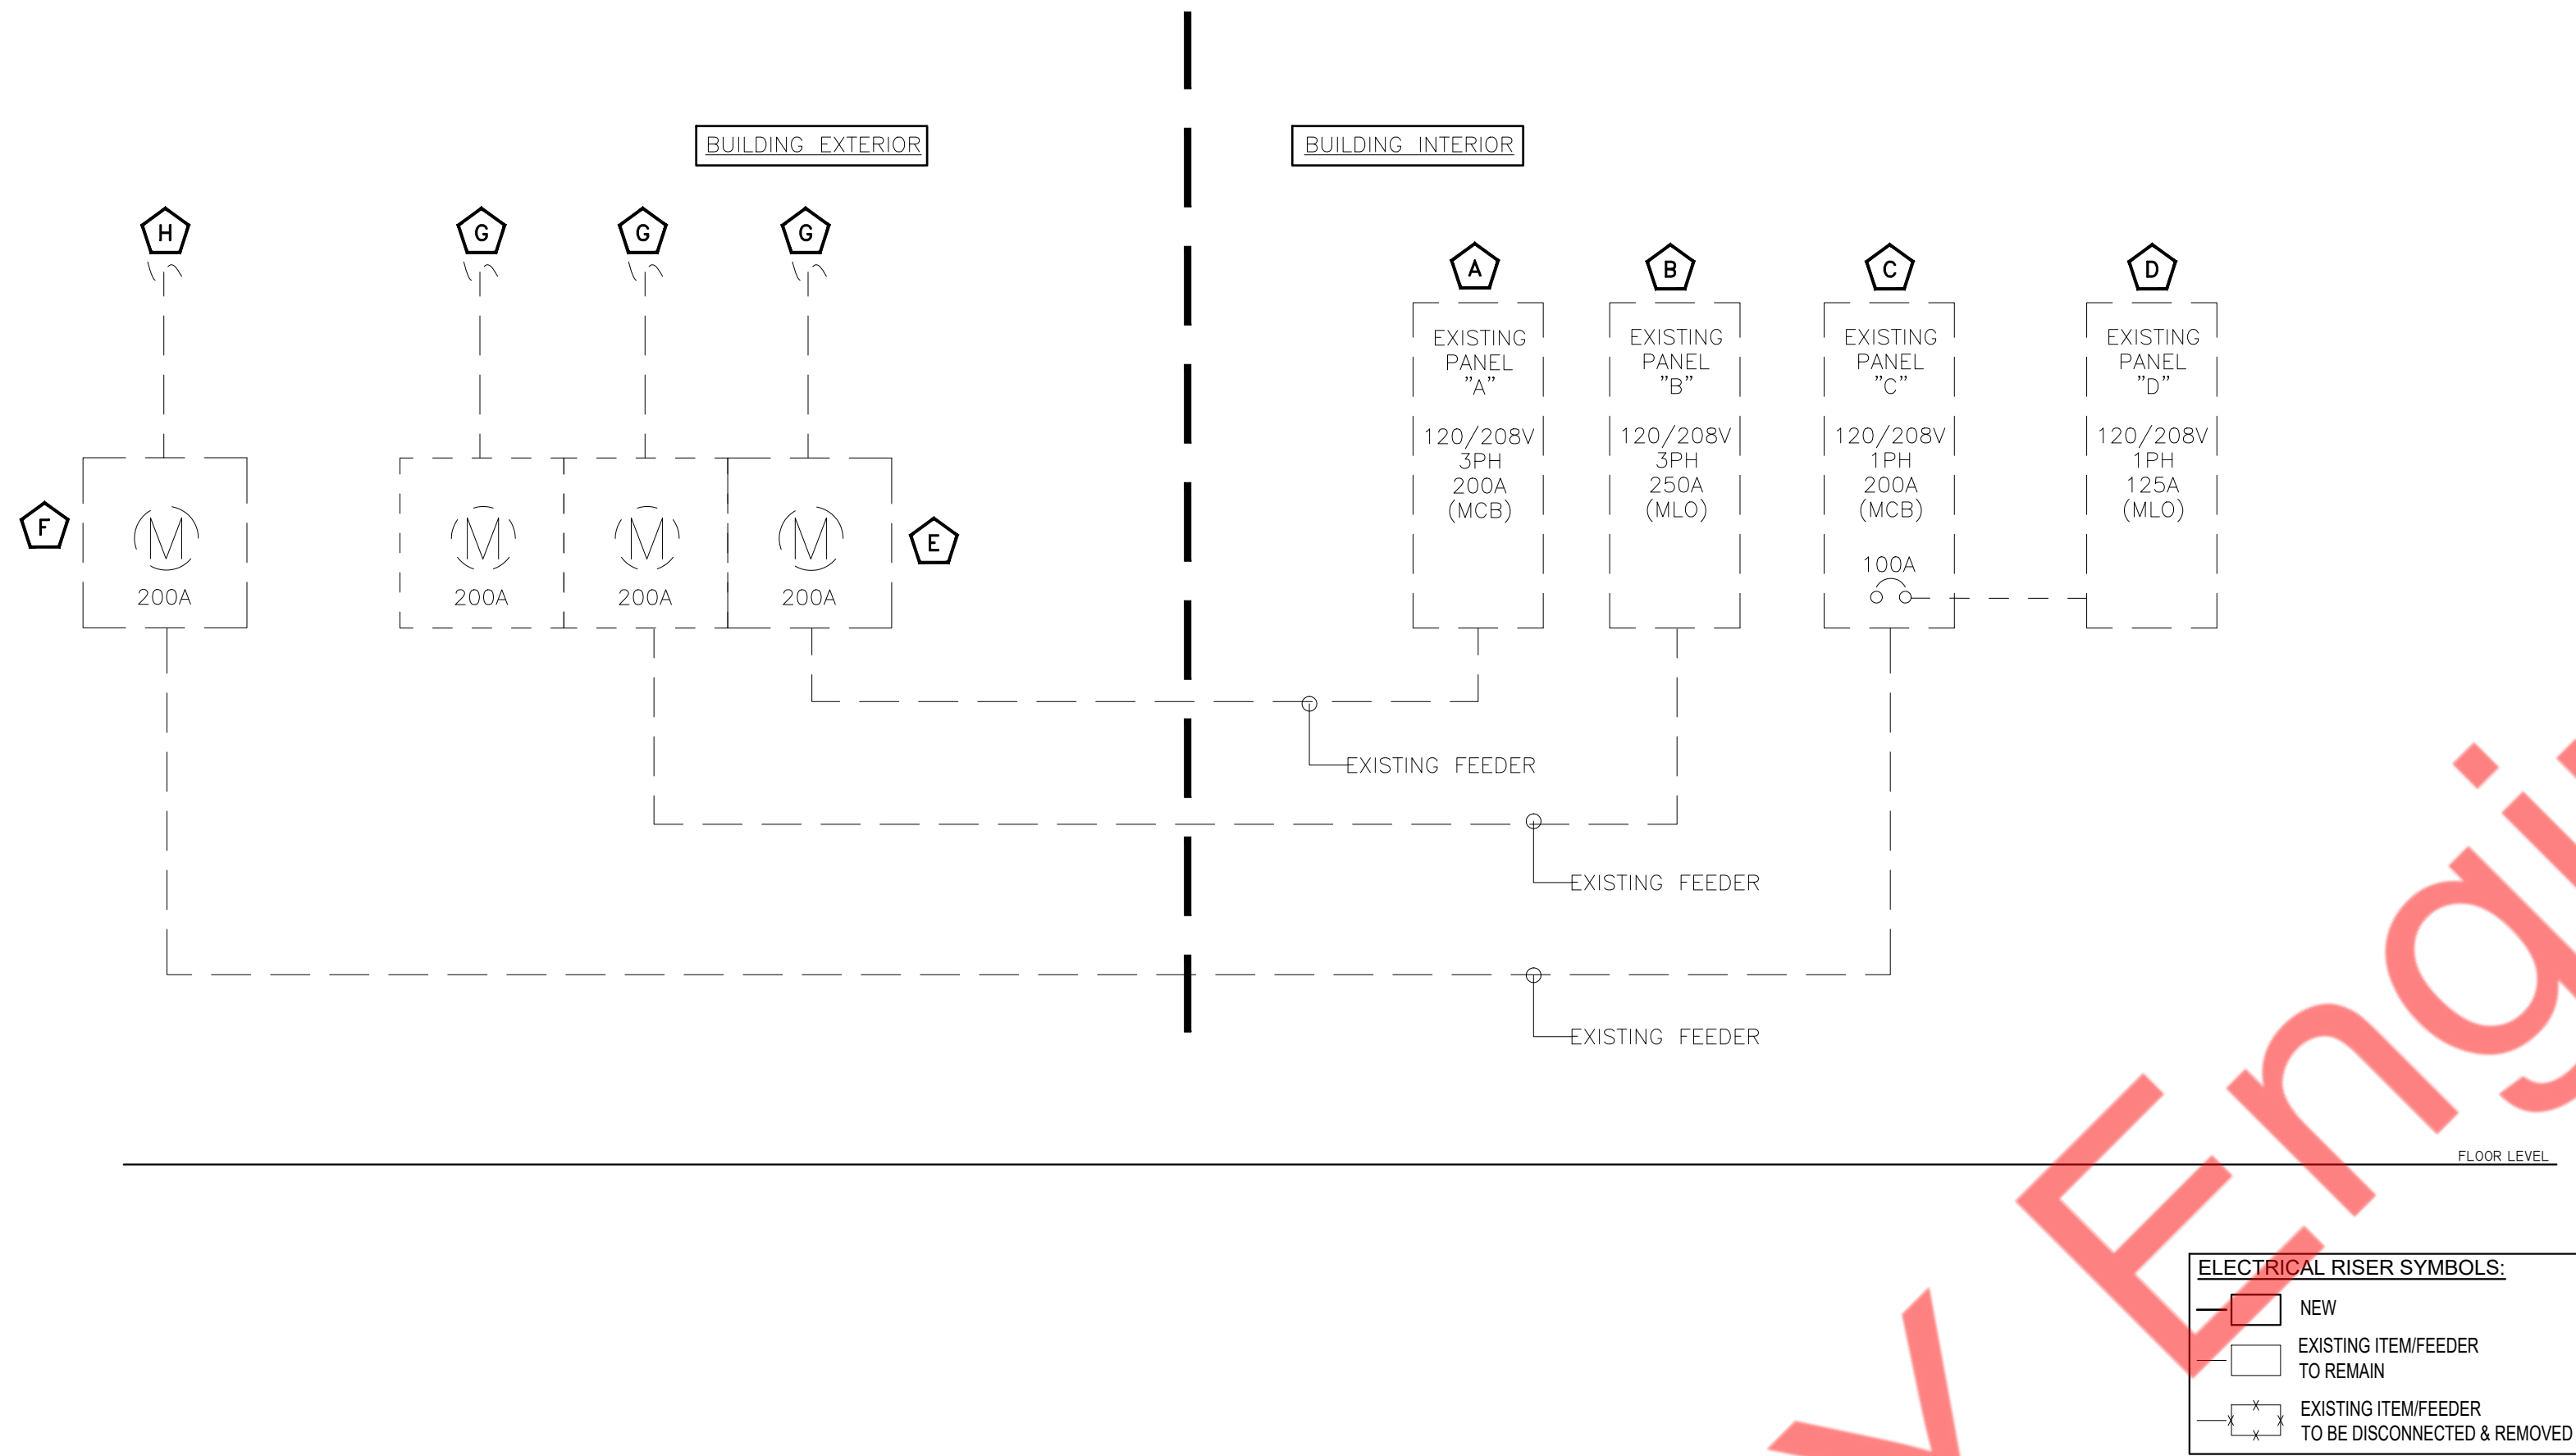 BUILDING EXTERIOR
BUILDING INTERIOR
H
G
G
G
A
B
C
D
EXISTING
PANEL
"A"
120/208V
3PH
200A
(MCB)
EXISTING
PANEL
"B"
120/208V
3PH
250A
(MLO)
EXISTING
PANEL
"C"
120/208V
1PH
200A
(MCB)
100A
EXISTING
PANEL
"D"
120/208V
1PH
125A
(MLO)
F
M
200A
M
200A
M
200A
M
200A
E
EXISTING FEEDER
EXISTING FEEDER
EXISTING FEEDER
FLOOR LEVEL
ELECTRICAL RISER SYMBOLS:
NEW
EXISTING ITEM/FEEDER
TO REMAIN
EXISTING ITEM/FEEDER
TO BE DISCONNECTED & REMOVED